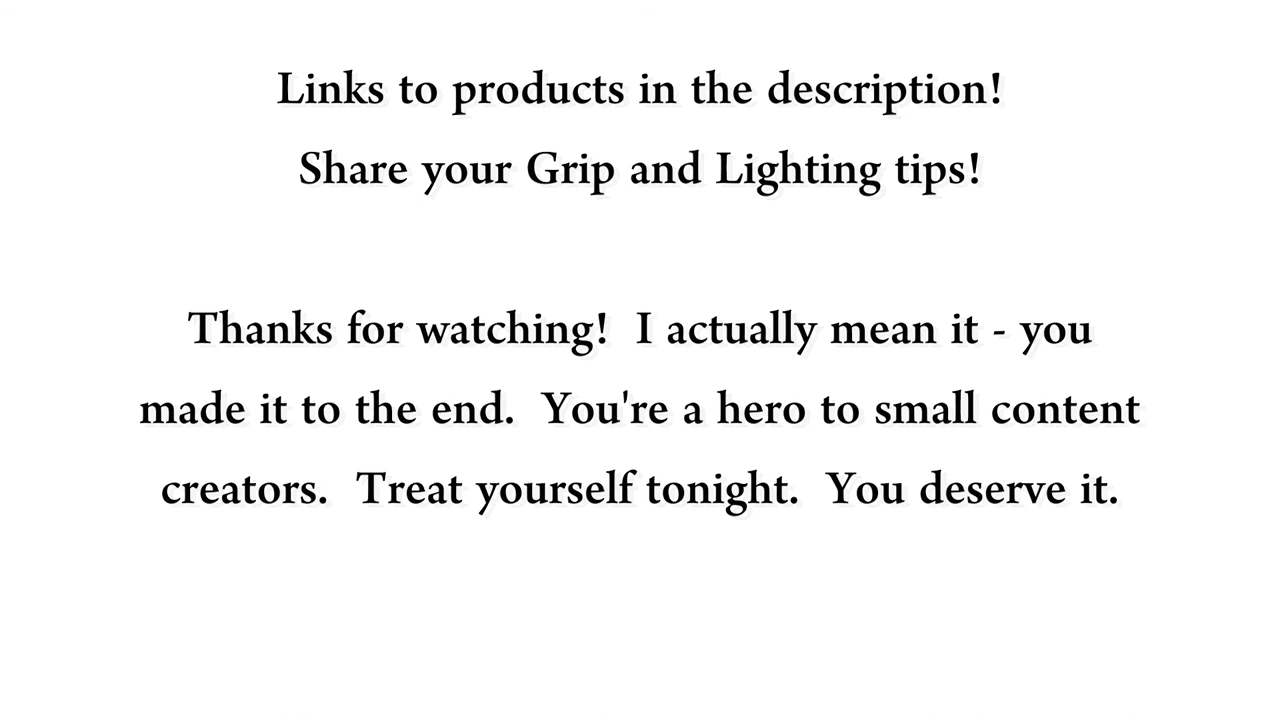 Links to products in the description!
Share your Grip and Lighting tips!
Thanks for watching!  I actually mean it - you
made it to the end.  You're a hero to small content
creators.  Treat yourself tonight.  You deserve it.